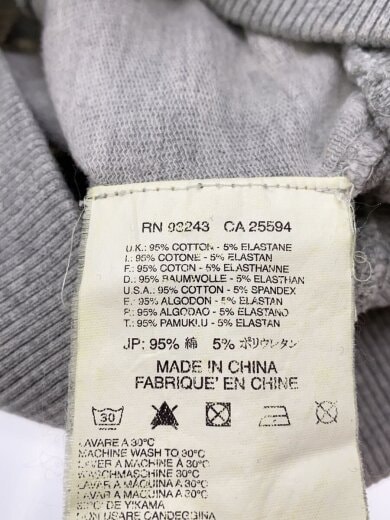 RN 93243 CA 25594
U.K.: 95% COTTON - 5% ELASTANE
I.: 95% COTONE - 5% ELASTAN
F.: 95% COTON - 5% ELASTHANNE
D.: 95% BAUMWOLLE - 5% ELASTHAN
U.S.A.: 95% COTTON - 5% SPANDEX
E.: 95% ALGODON - 5% ELASTAN
P.: 95% ALGODAO - 5% ELASTANO
T.: 95% PAMUKLU - 5% ELASTAN
JP: 95% 綿 5% ポリウレタン
MADE IN CHINA
FABRIQUE' EN CHINE
30
LAVARE A 30°C
MACHINE WASH TO 30°C
LAVER A MACHINE A 30°C
WASCHMASCHINE 30°C
LAVAR A MAQUINA A 30°C
LAVAR A MAQUINA A 30°C
30°C DE YIKAMA
NON USARE CANDEGGINA